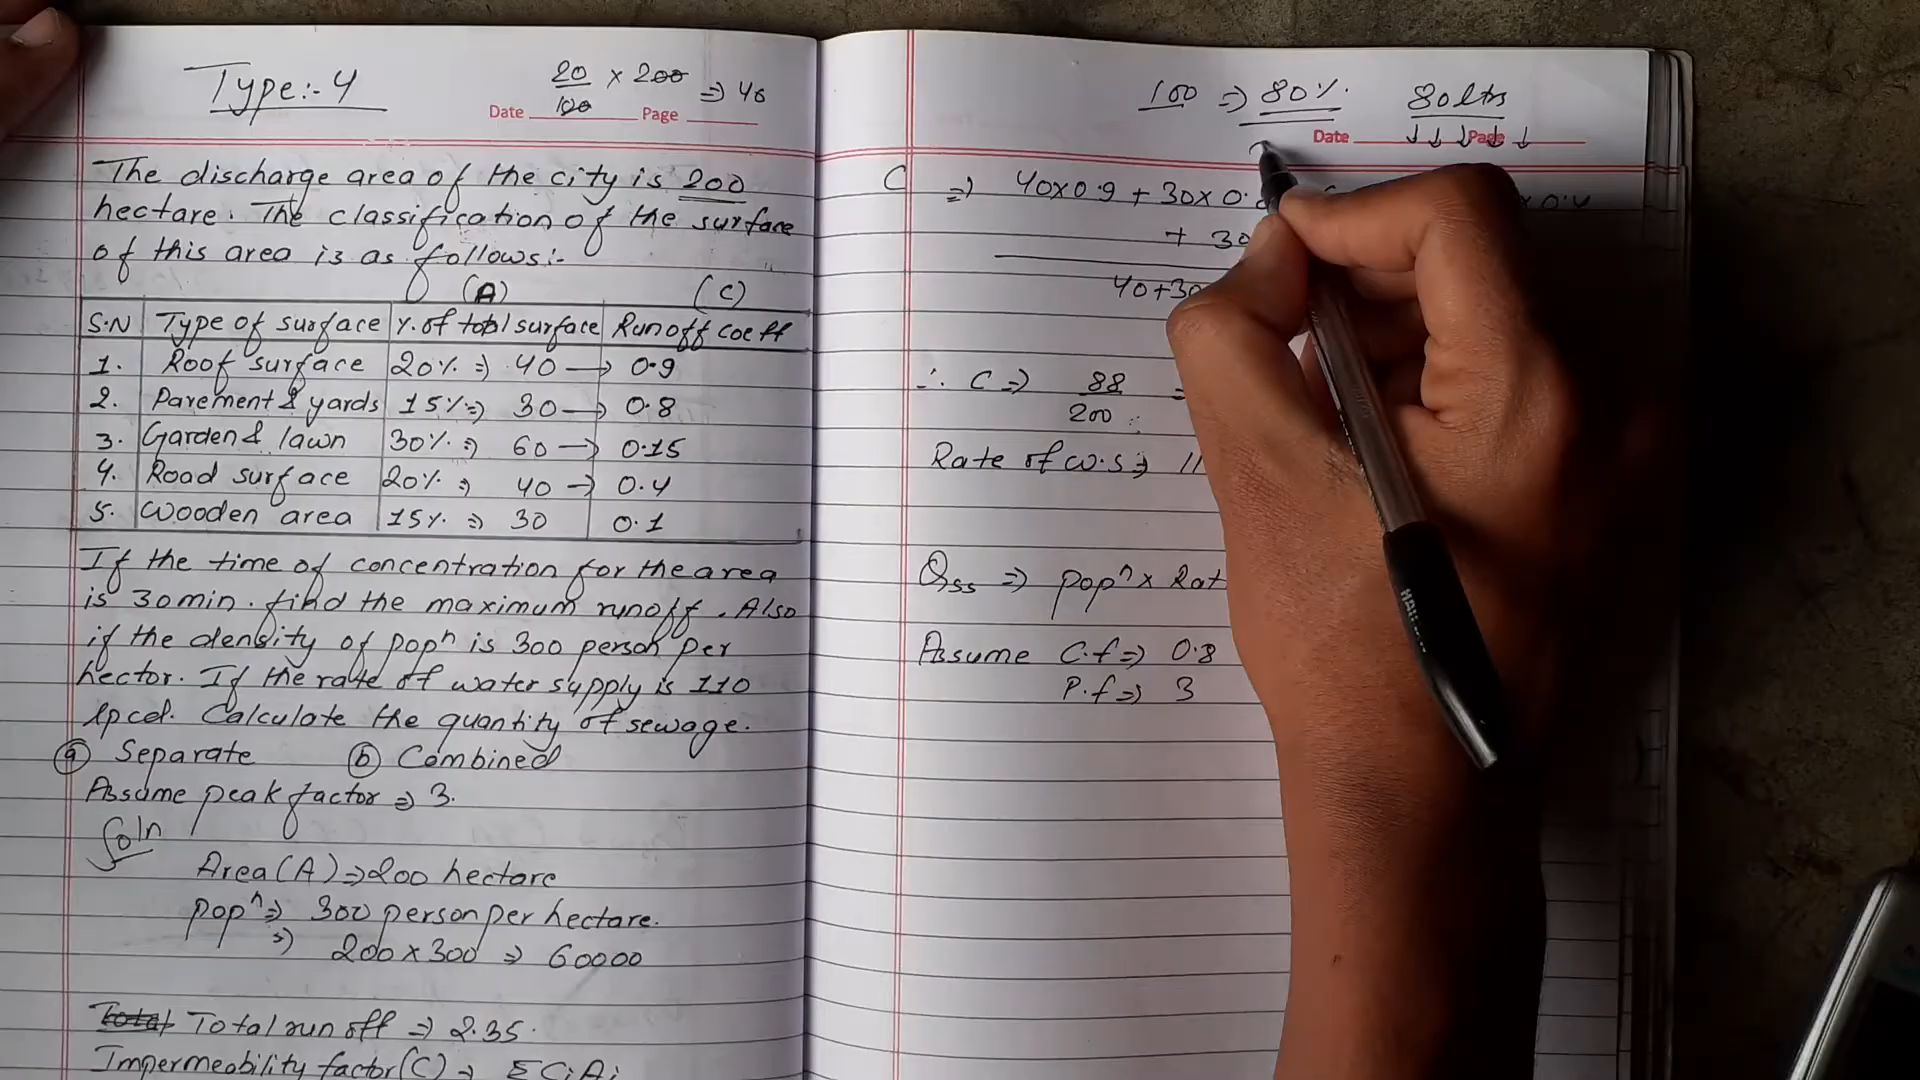 Type:- 4
20/100 x 200 => 40
Date Page
The discharge area of the city is 200
hectare. The classification of the surface
of this area is as follows:-
(A) (C)
S.N Type of surface %. of total surface Runoff coeff
1. Roof surface 20% => 40 -> 0.9
2. Pavement & yards 15% => 30 -> 0.8
3. Garden & lawn 30% => 60 -> 0.15
4. Road surface 20% => 40 -> 0.4
5. Wooden area 15% => 30 0.1
If the time of concentration for the area
is 30 min. find the maximum runoff. Also
if the density of popn is 300 person per
hector. If the rate of water supply is 110
lpcd. Calculate the quantity of sewage.
(a) Separate (b) Combined
Assume peak factor => 3.
Soln
Area (A) => 200 hectare
popn => 300 person per hectare.
=> 200 x 300 => 60000
Total run off => 2.35.
Impermeability factor (C) => ΣCiAi
100 => 80%. 80 ltrs
Date Page
C => 40x0.9 + 30x0. x0.4
+ 30
40+30
∴ C => 88/200 =
Rate of w.s => 11
Qss => popn x Rat
Assume C.f => 0.8
P.f => 3